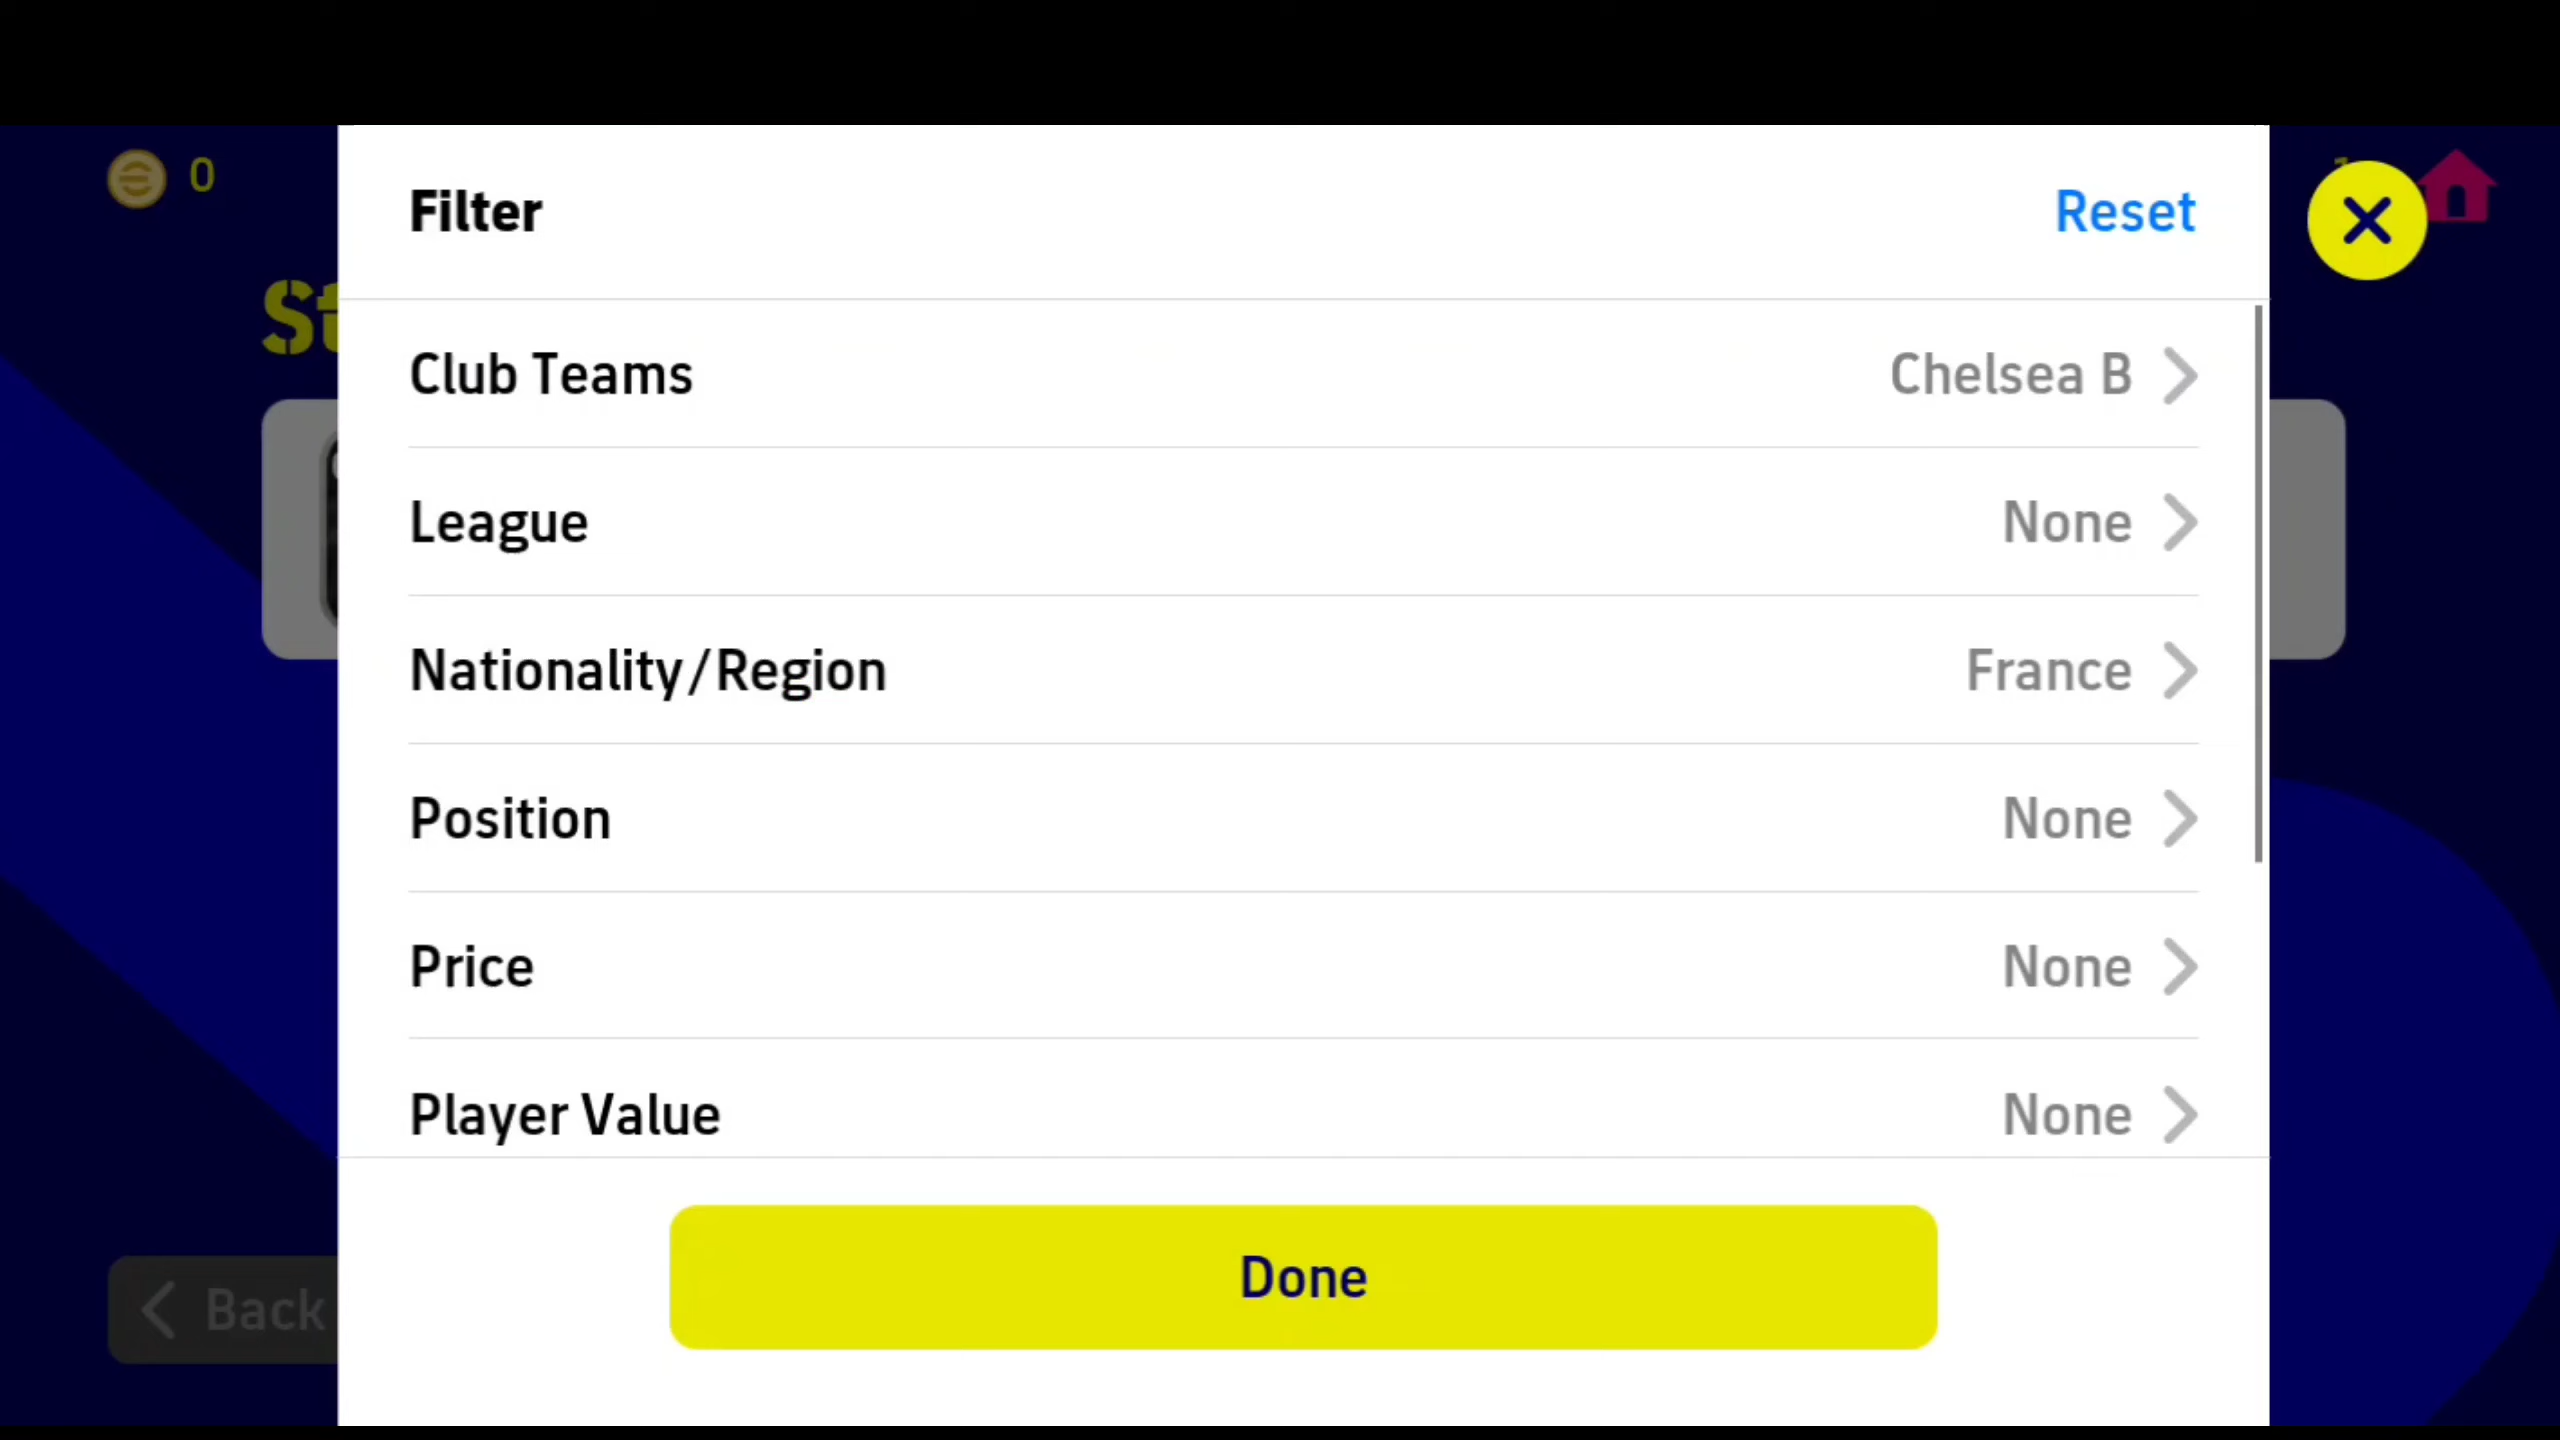 0
Filter
Reset
St
Club Teams
Chelsea B
League
None
Nationality/Region
France
Position
None
Price
None
Player Value
None
Done
Back